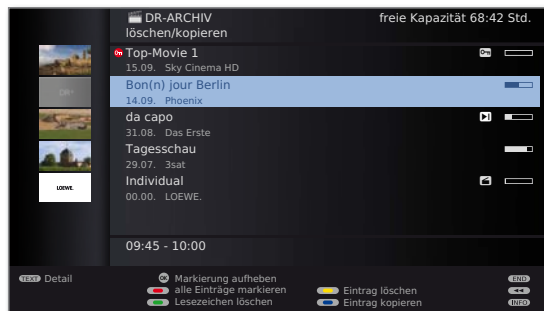 DR-ARCHIV
freie Kapazität 68:42 Std.
löschen/kopieren
Top-Movie 1
15.09. Sky Cinema HD
DR+
Bon(n) jour Berlin
14.09. Phoenix
da capo
31.08. Das Erste
Tagesschau
29.07. 3sat
LOEWE.
Individual
00.00. LOEWE.
09:45 - 10:00
TEXT Detail
OK Markierung aufheben
END
alle Einträge markieren
Eintrag löschen
Lesezeichen löschen
Eintrag kopieren
INFO